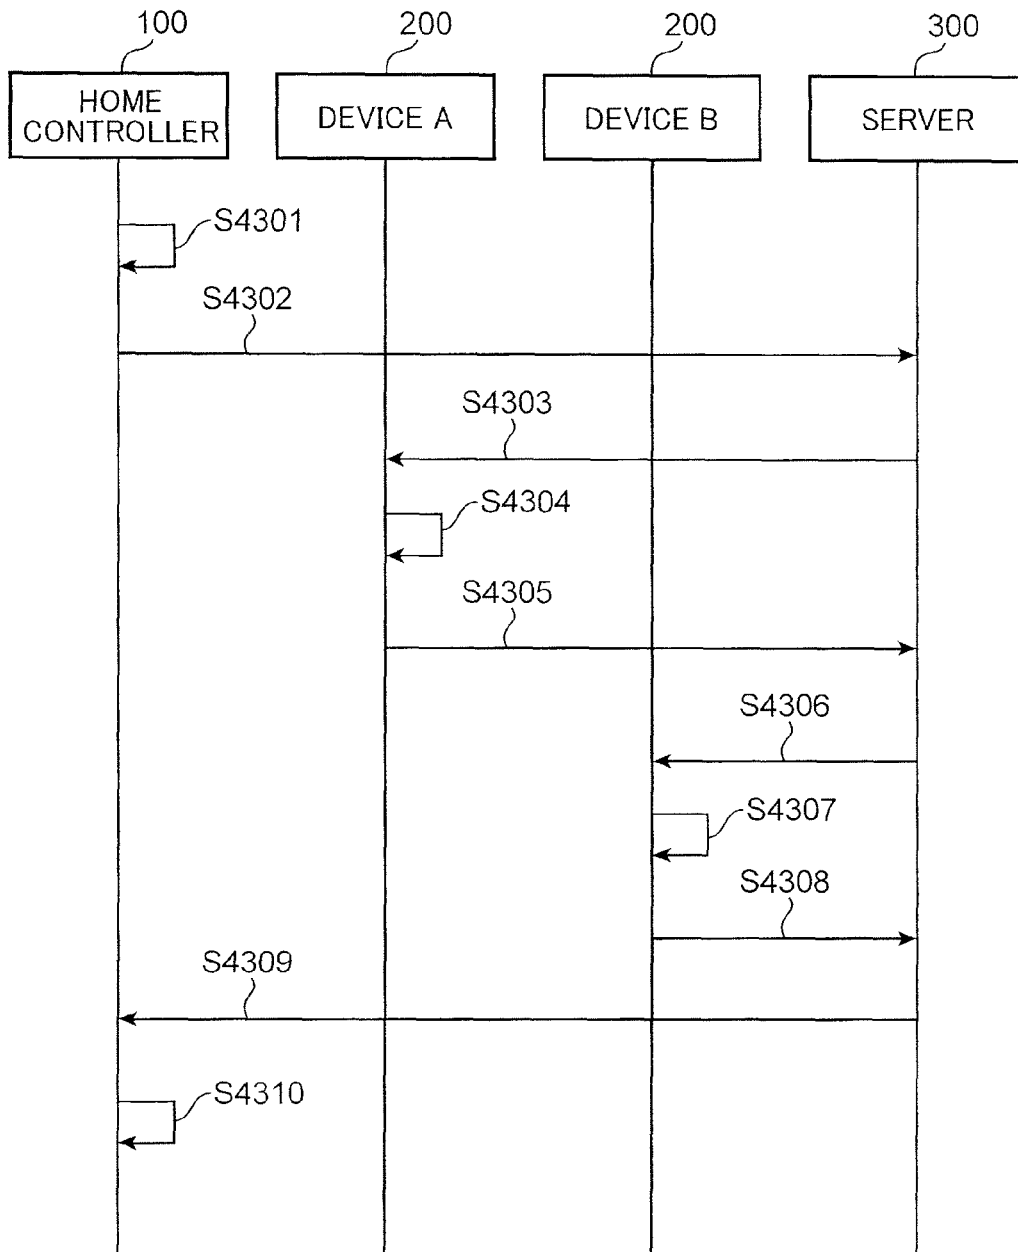 100
200
200
300
HOME
CONTROLLER
DEVICE A
DEVICE B
SERVER
S4301
S4302
S4303
S4304
S4305
S4306
S4307
S4308
S4309
S4310